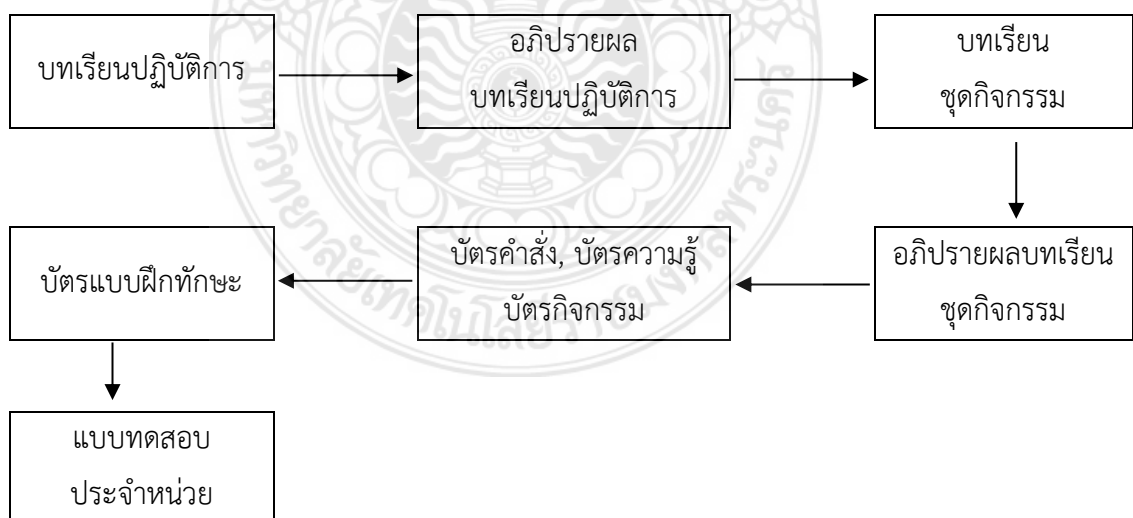 บทเรียนปฏิบัติการ
อภิปรายผล
บทเรียนปฏิบัติการ
บทเรียน
ชุดกิจกรรม
อภิปรายผลบทเรียน
ชุดกิจกรรม
บัตรคำสั่ง, บัตรความรู้
บัตรกิจกรรม
บัตรแบบฝึกทักษะ
แบบทดสอบ
ประจำหน่วย